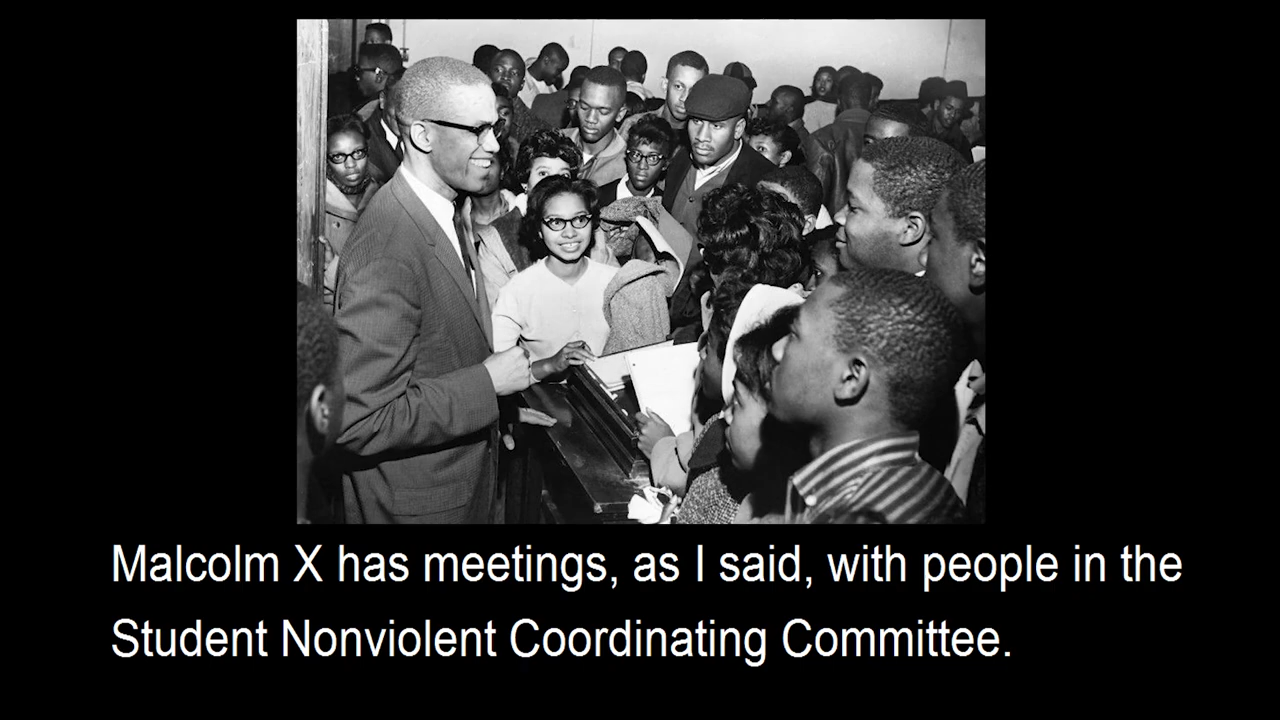 Malcolm X has meetings, as I said, with people in the
Student Nonviolent Coordinating Committee.